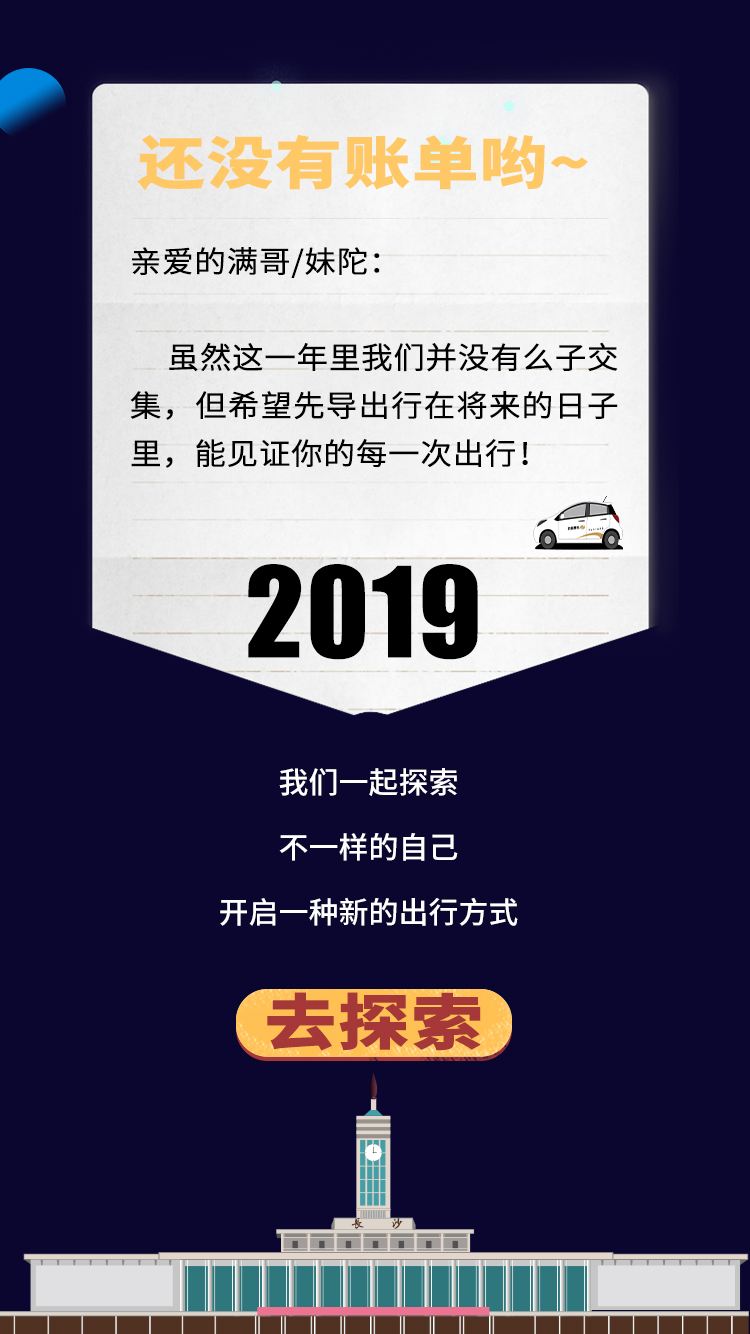 还没有账单哟~
亲爱的满哥/妹陀：
虽然这一年里我们并没有么子交
集，但希望先导出行在将来的日子
里，能见证你的每一次出行！
2019
我们一起探索
不一样的自己
开启一种新的出行方式
去探索
長沙